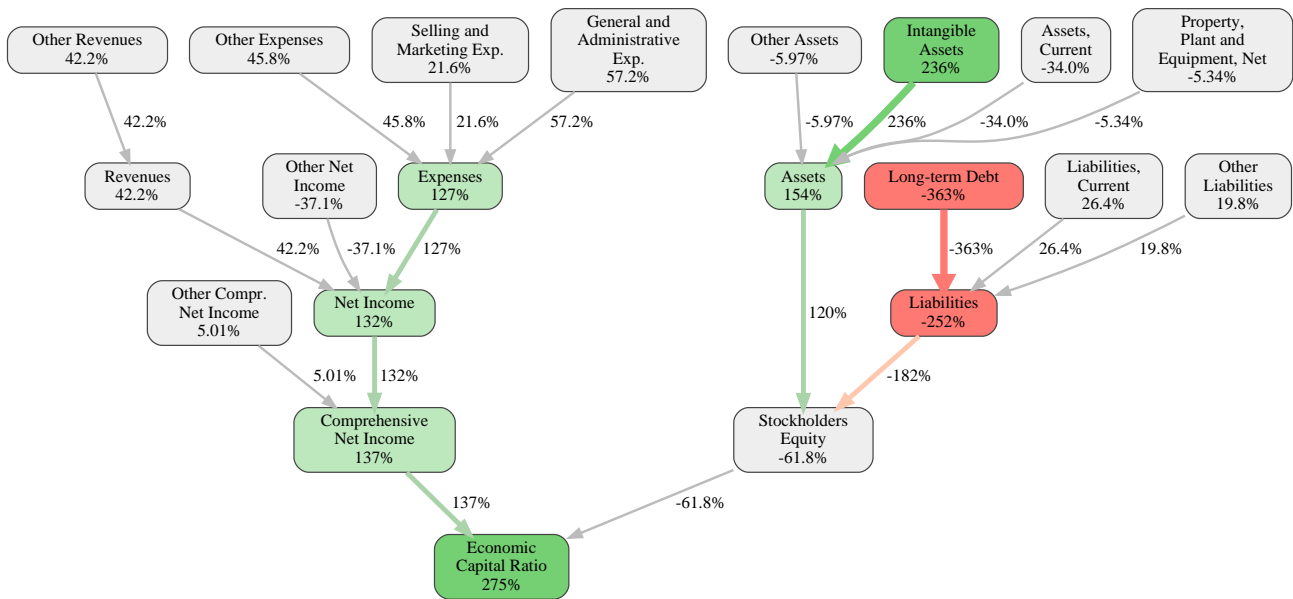 Other Revenues
42.2%
Other Expenses
45.8%
Selling and
Marketing Exp.
21.6%
General and
Administrative
Exp.
57.2%
Other Assets
-5.97%
Intangible
Assets
236%
Assets,
Current
-34.0%
Property,
Plant and
Equipment, Net
-5.34%
42.2%
45.8%
21.6%
57.2%
-5.97%
236%
-34.0%
-5.34%
Revenues
42.2%
Other Net
Income
-37.1%
Expenses
127%
Assets
154%
Long-term Debt
-363%
Liabilities,
Current
26.4%
Other
Liabilities
19.8%
42.2%
-37.1%
127%
-363%
26.4%
19.8%
Other Compr.
Net Income
5.01%
Net Income
132%
120%
Liabilities
-252%
5.01%
132%
-182%
Comprehensive
Net Income
137%
Stockholders
Equity
-61.8%
137%
-61.8%
Economic
Capital Ratio
275%